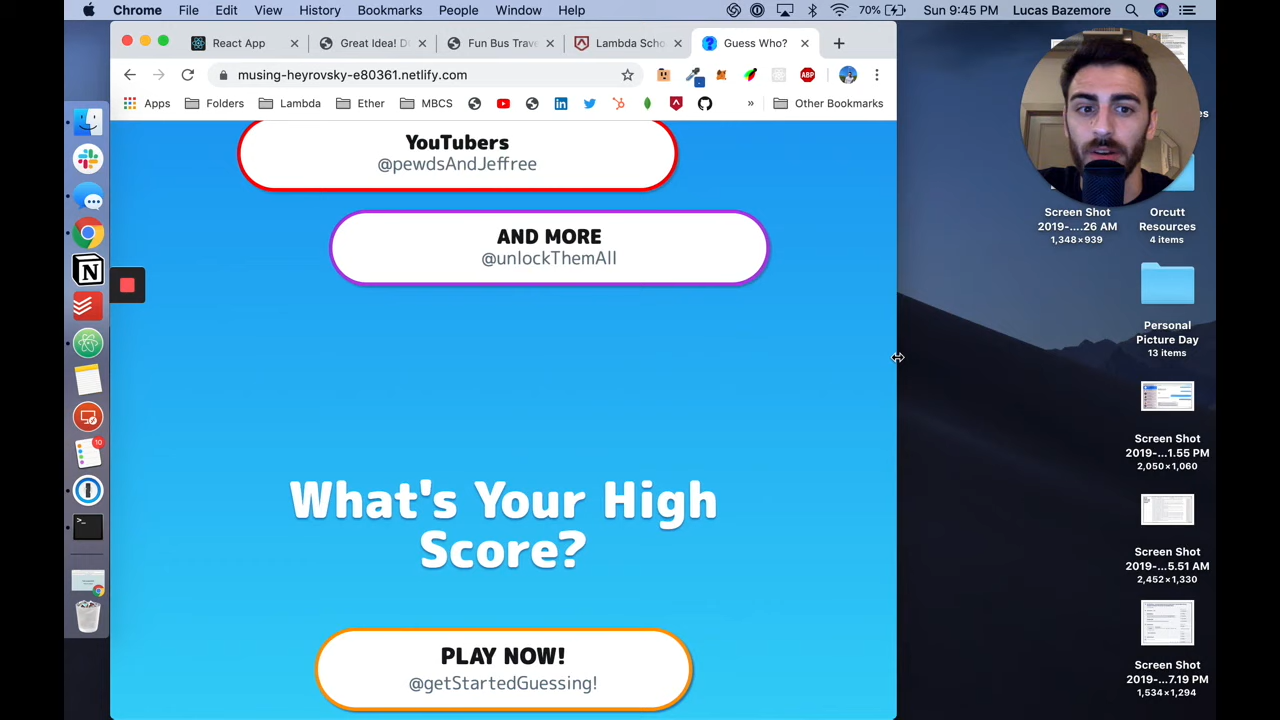 Chrome File Edit View History Bookmarks People Window Help 70% Sun 9:45 PM Lucas Bazemore
React App Great Idea! D Fun Bus Trave Lambda Scho Guess Who?
musing-heyrovsky-e80361.netlify.com ABP
Apps Folders Lambda Ether MBCS » Other Bookmarks
YouTubers
@pewdsAndJeffree
AND MORE
@unlockThemAll
What's Your High
Score?
PLAY NOW!
@getStartedGuessing!
10
Screen Shot
2019-....26 AM
1,348×939
Orcutt
Resources
4 items
Personal
Picture Day
13 items
Screen Shot
2019-...1.55 PM
2,050×1,060
Screen Shot
2019-...5.51 AM
2,452×1,330
Screen Shot
2019-...7.19 PM
1,534×1,294